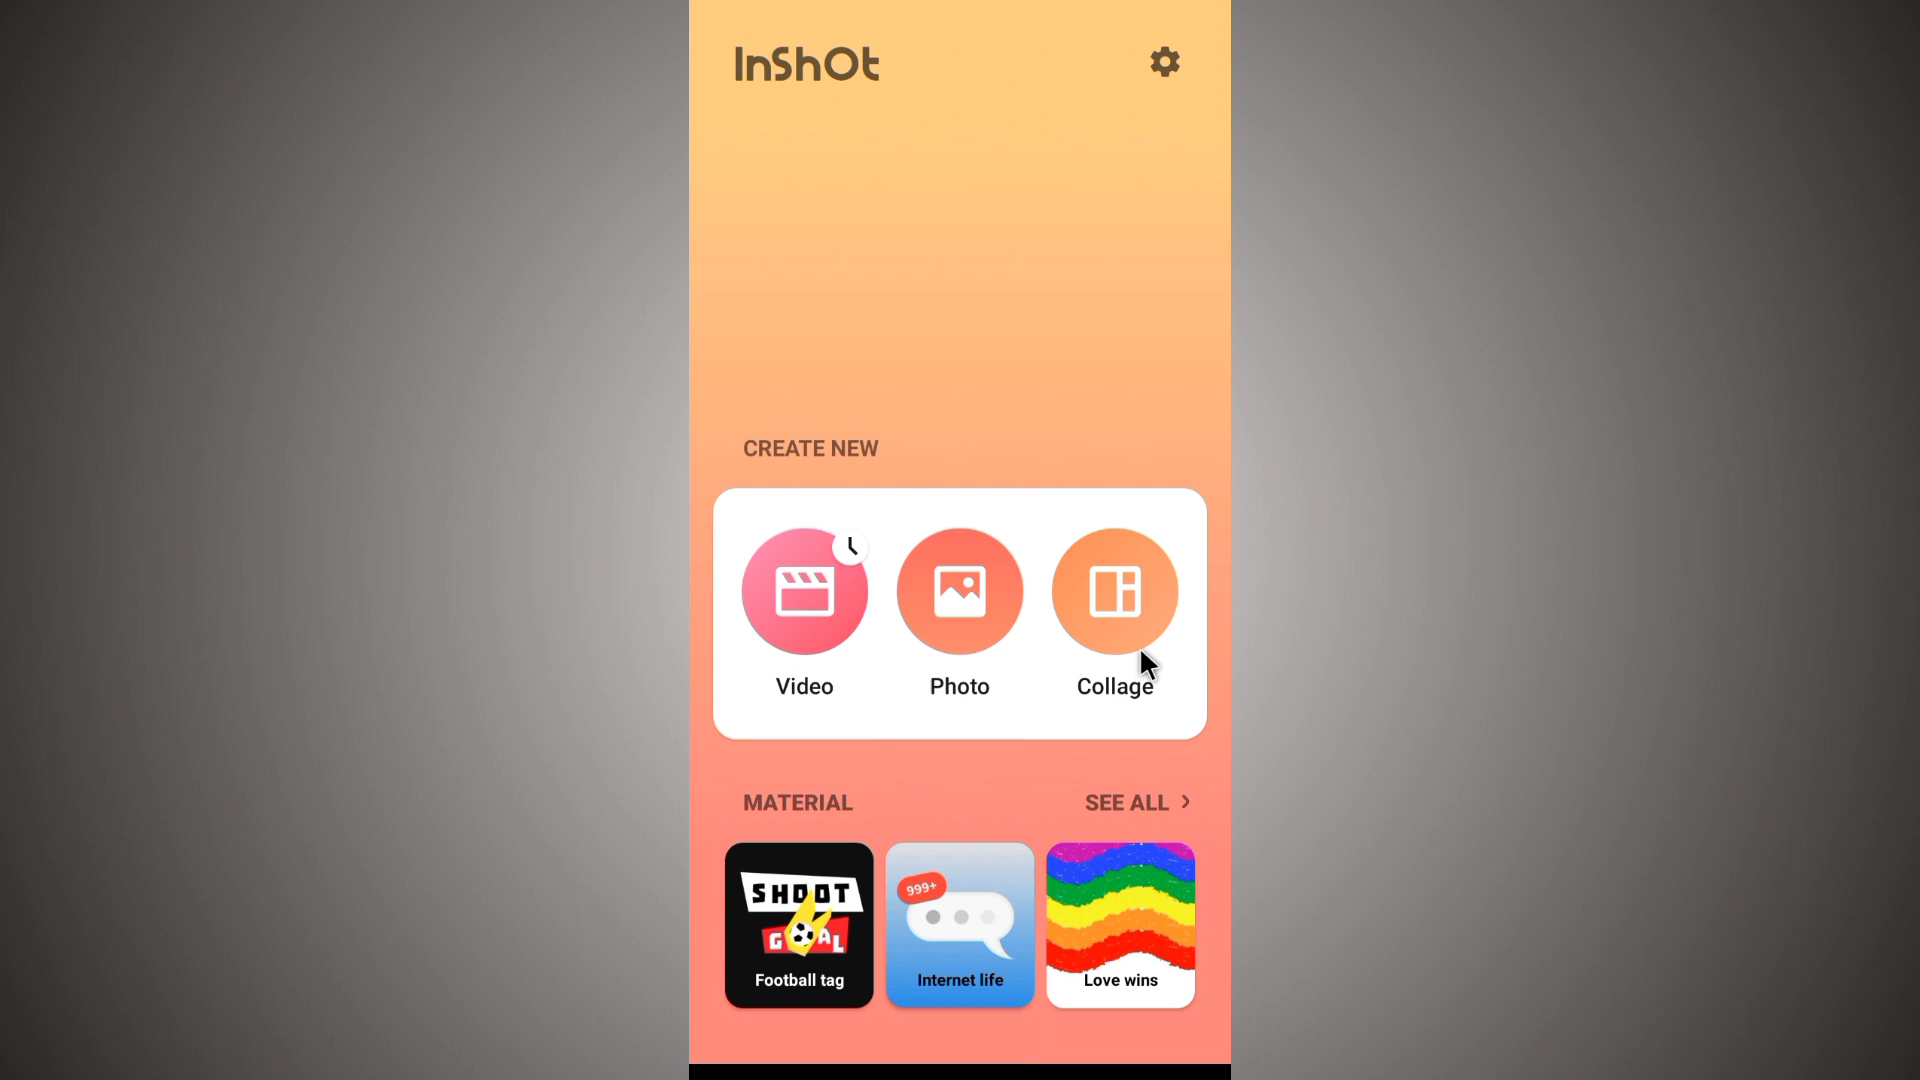 InShOt
CREATE NEW
Video
Photo
Collage
MATERIAL
SEE ALL >
SHOOT
GOAL
Football tag
999+
Internet life
Love wins